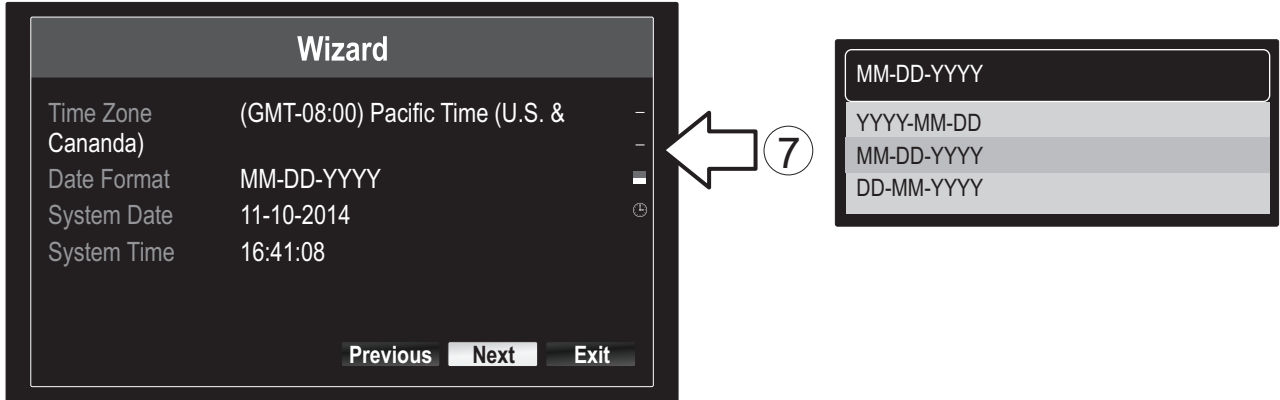 Wizard
Time Zone (GMT-08:00) Pacific Time (U.S. &
Cananda)
Date Format MM-DD-YYYY
System Date 11-10-2014
System Time 16:41:08
Previous Next Exit
7
MM-DD-YYYY
YYYY-MM-DD
MM-DD-YYYY
DD-MM-YYYY